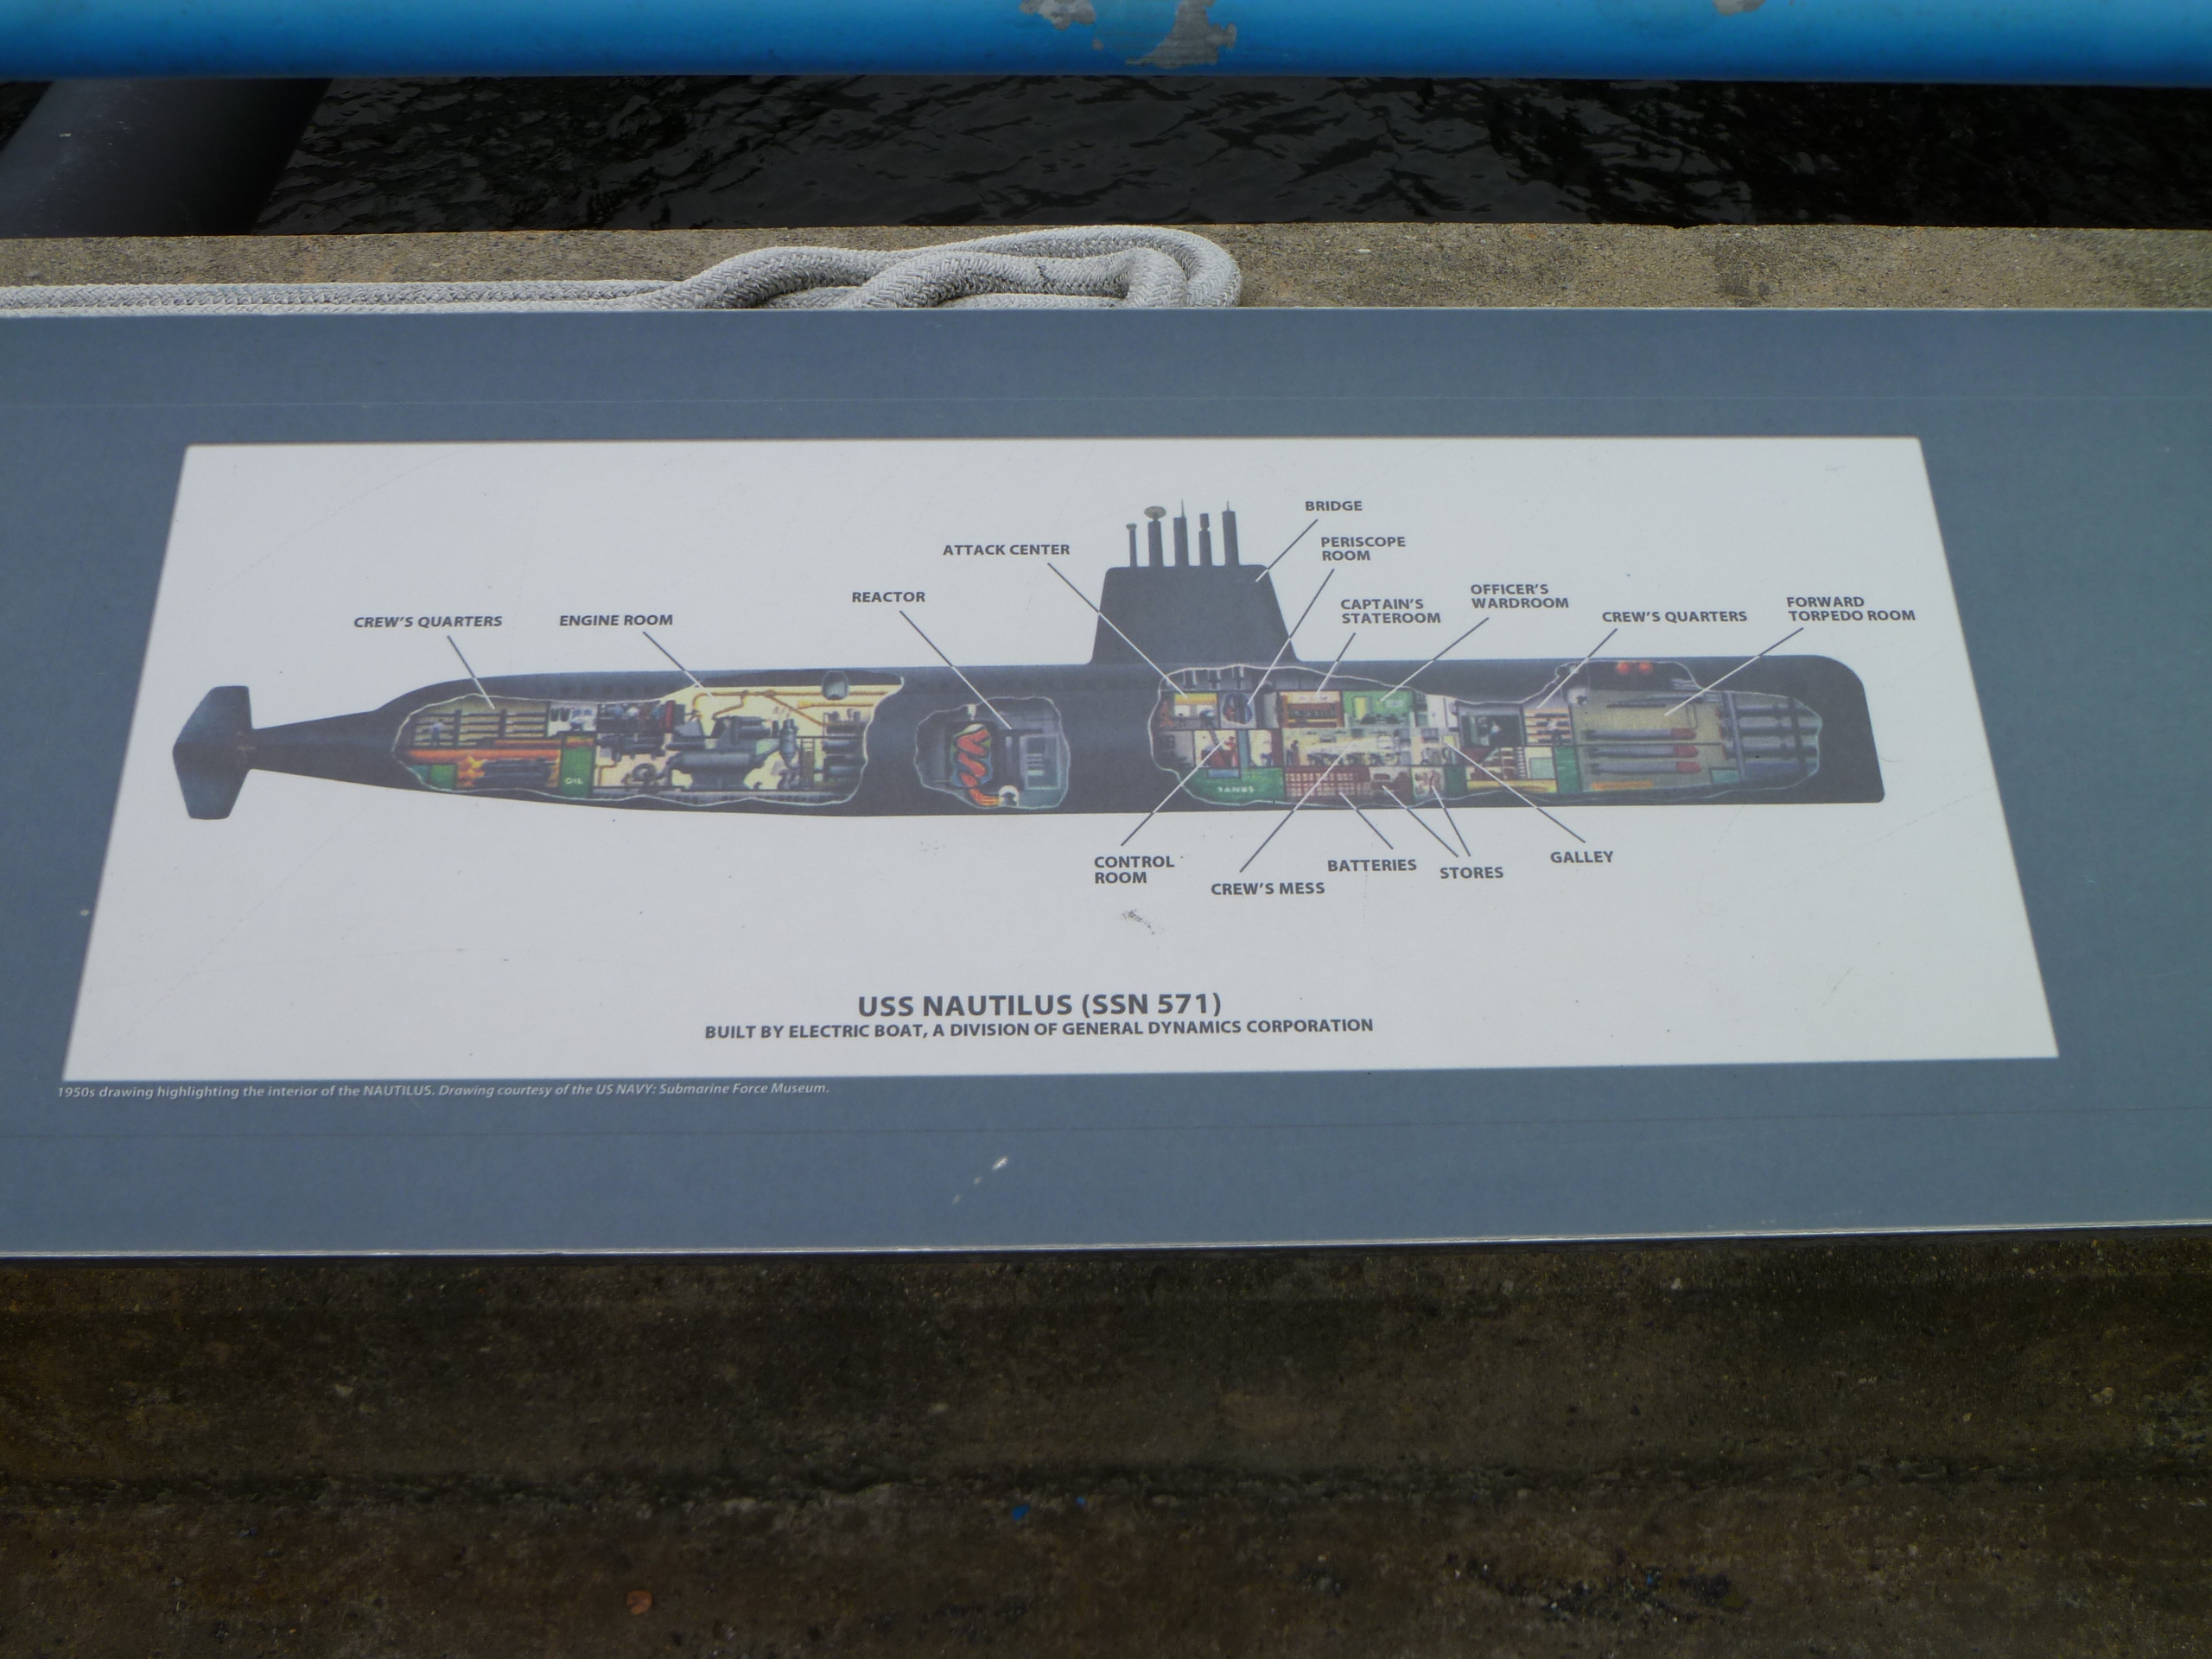 BRIDGE
PERISCOPE
ROOM
ATTACK CENTER
REACTOR
CAPTAIN'S
STATEROOM
OFFICER'S
WARDROOM
CREW'S QUARTERS
ENGINE ROOM
CREW'S QUARTERS
FORWARD
TORPEDO ROOM
OIL
TANKS
CONTROL
ROOM
CREW'S MESS
BATTERIES
STORES
GALLEY
USS NAUTILUS (SSN 571)
BUILT BY ELECTRIC BOAT, A DIVISION OF GENERAL DYNAMICS CORPORATION
1950s drawing highlighting the interior of the NAUTILUS. Drawing courtesy of the US NAVY: Submarine Force Museum.